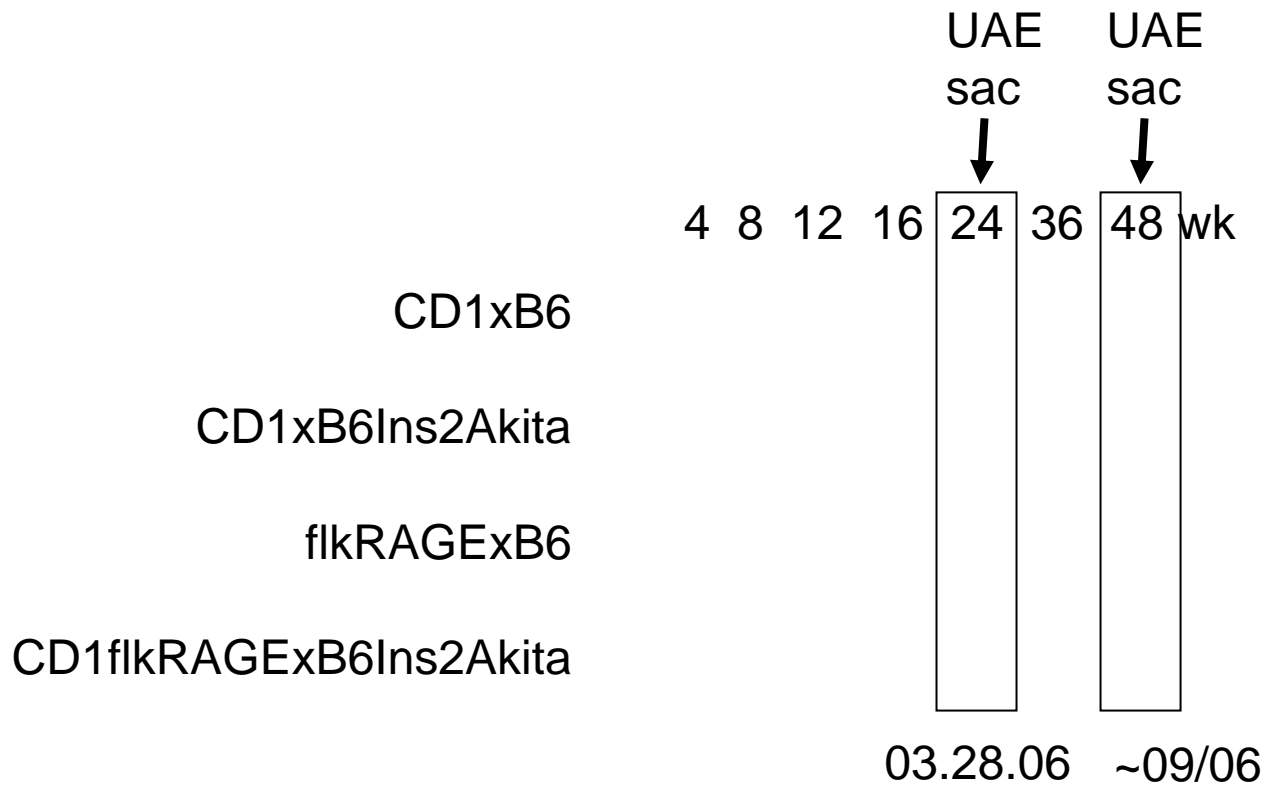 UAE UAE
sac sac
4 8 12 16 24 36 48 wk
CD1xB6
CD1xB6Ins2Akita
flkRAGExB6
CD1flkRAGExB6Ins2Akita
03.28.06 ~09/06